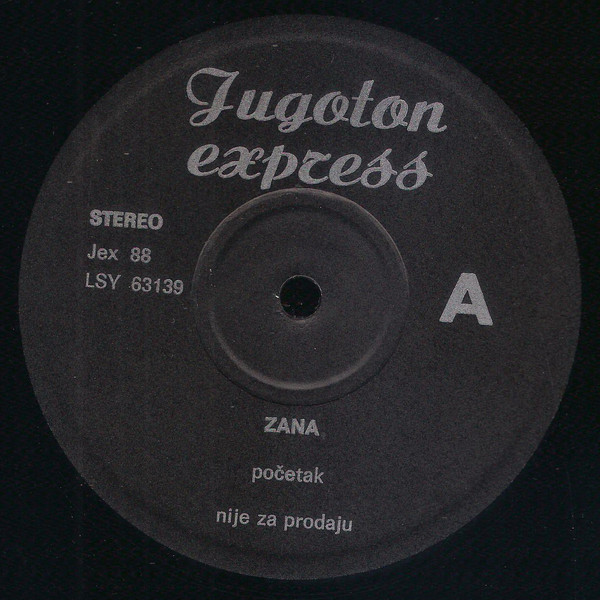 Jugoton
express
STEREO
Jex 88
LSY 63139
A
ZANA
početak
nije za prodaju